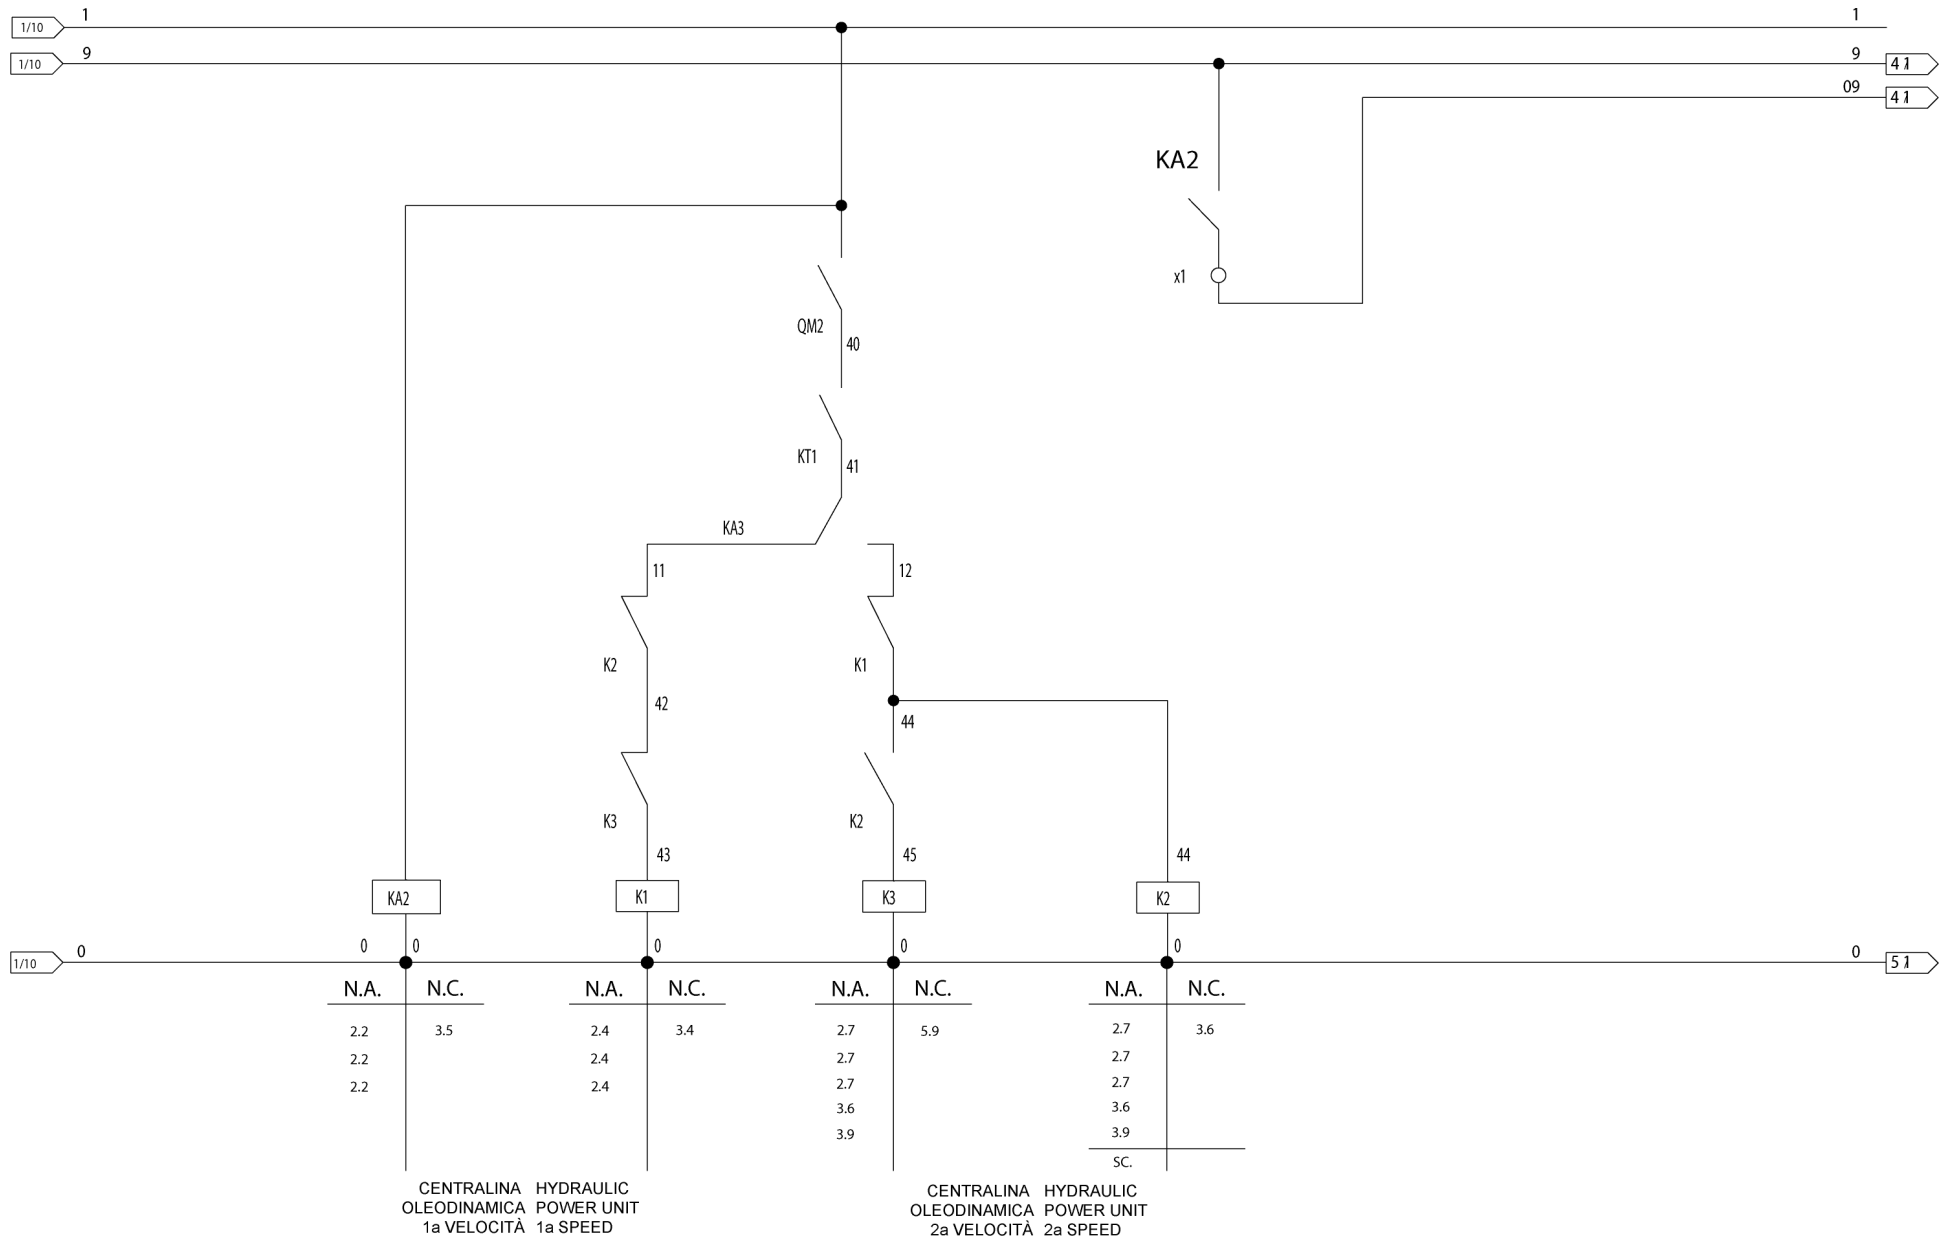 1/10 1 1
1/10 9 9 4 /1
09 4 /1
KA2
x1
QM2
40
KT1
41
KA3
11 12
K2 K1
42
44
K3 K2
43 45 44
KA2 K1 K3 K2
0 0 0 0 0
1/10 0 0 5 /1
N.A. N.C. N.A. N.C. N.A. N.C. N.A. N.C.
2.2 3.5 2.4 3.4 2.7 5.9 2.7 3.6
2.2 2.4 2.7 2.7
2.2 2.4 2.7 2.7
3.6 3.6
3.9 3.9
SC.
CENTRALINA HYDRAULIC
OLEODINAMICA POWER UNIT
1a VELOCITÀ 1a SPEED
CENTRALINA HYDRAULIC
OLEODINAMICA POWER UNIT
2a VELOCITÀ 2a SPEED